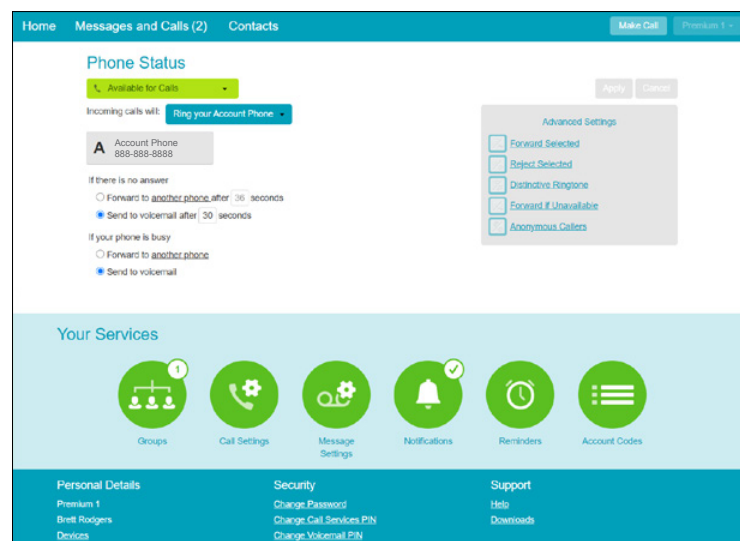 Home Messages and Calls (2) Contacts Make Call Premium 1
Phone Status
Available for Calls
Apply Cancel
Incoming calls will: Ring your Account Phone
A Account Phone
888-888-8888
If there is no answer
Forward to another phone after 36 seconds
Send to voicemail after 30 seconds
If your phone is busy
Forward to another phone
Send to voicemail
Advanced Settings
Forward Selected
Reject Selected
Distinctive Ringtone
Forward If Unavailable
Anonymous Callers
Your Services
1
Groups
Call Settings
Message
Settings
Notifications
Reminders
Account Codes
Personal Details
Premium 1
Brett Rodgers
Devices
Security
Change Password
Change Call Services PIN
Change Voicemail PIN
Support
Help
Downloads